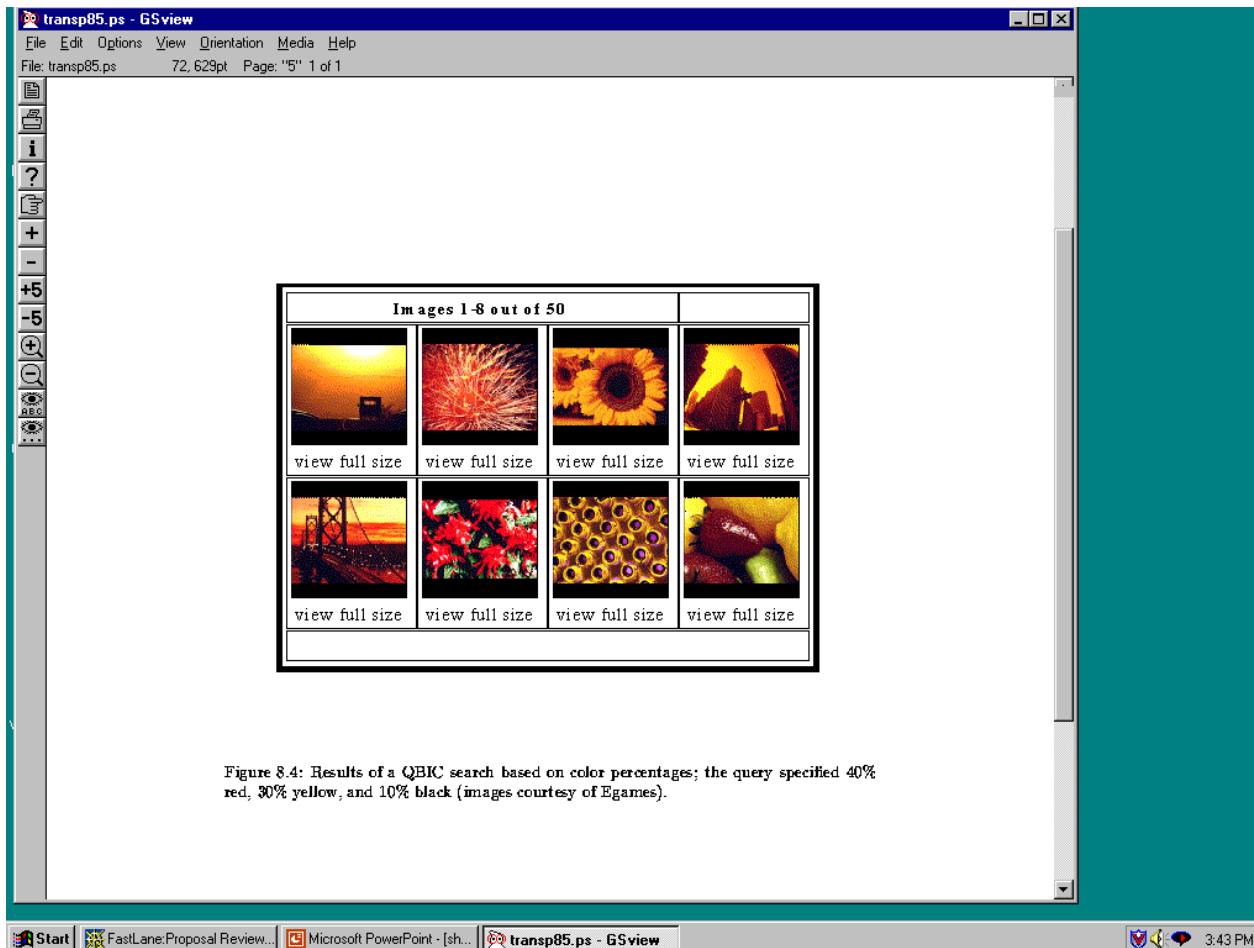 transp85.ps - GSview
File Edit Options View Orientation Media Help
File: transp85.ps 72, 629pt Page: "5" 1 of 1
i
?
+
-
+5
-5
+
-
ABC
Images 1-8 out of 50
view full size view full size view full size view full size
view full size view full size view full size view full size
Figure 8.4: Results of a QBIC search based on color percentages; the query specified 40%
red, 30% yellow, and 10% black (images courtesy of Egames).
Start FastLane:Proposal Review... Microsoft PowerPoint - [sh... transp85.ps - GSview 3:43 PM